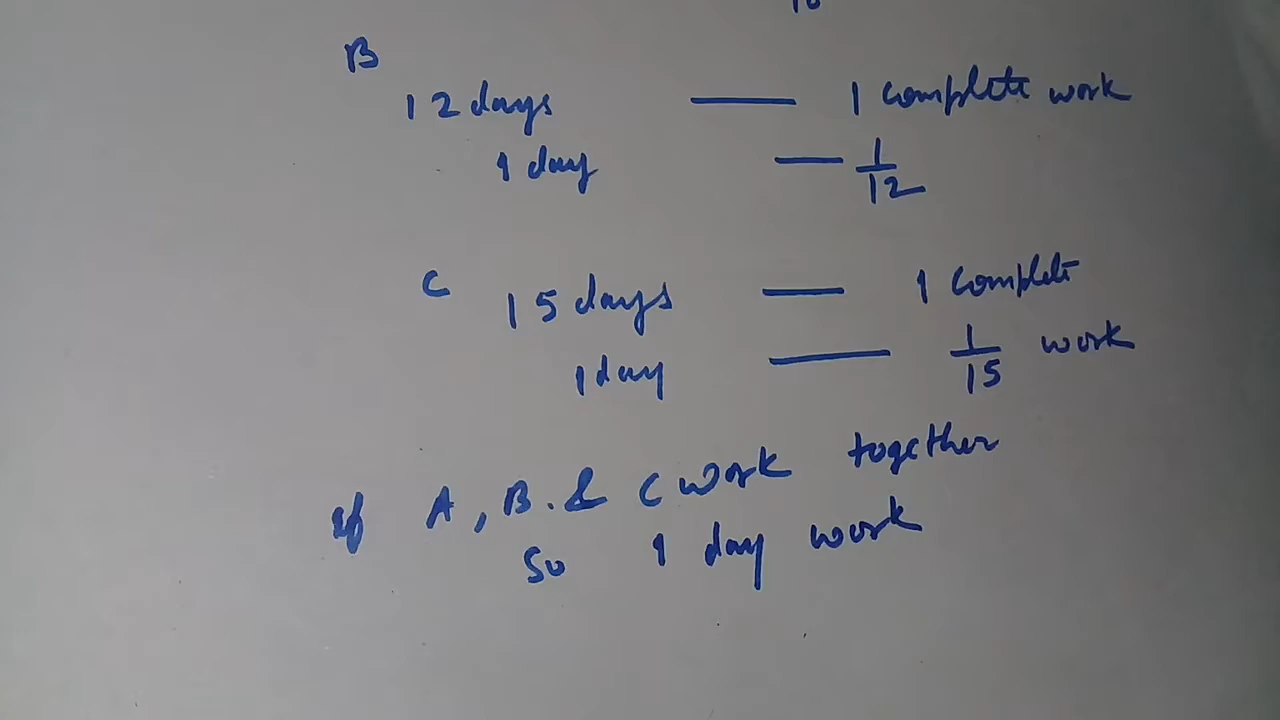 B
12 days — 1 complete work
1 day — 1/12
C
15 days — 1 complete
1 day — 1/15 work
if A, B. & C work together
So 1 day work